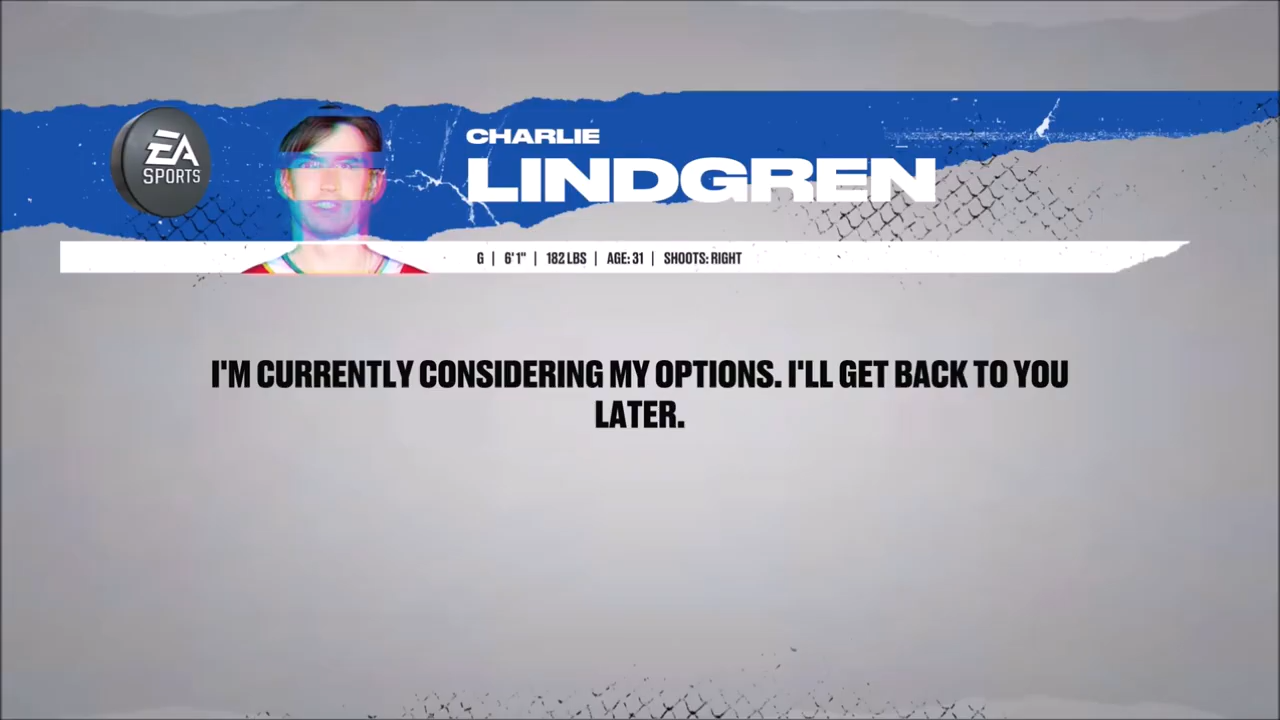 EA
SPORTS
CHARLIE
LINDGREN
G | 6'1" | 182 LBS | AGE: 31 | SHOOTS: RIGHT
I'M CURRENTLY CONSIDERING MY OPTIONS. I'LL GET BACK TO YOU
LATER.